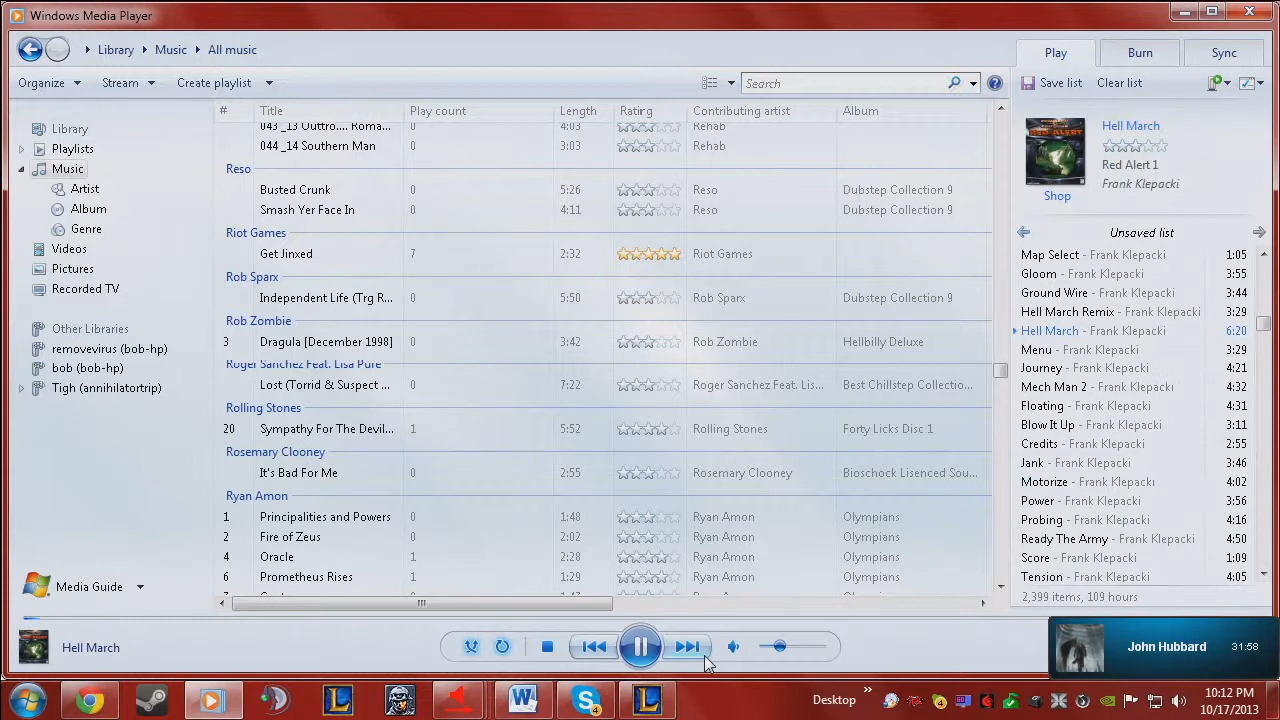 Windows Media Player
Library Music All music
Play Burn Sync
Organize Stream Create playlist Search
Save list Clear list
# Title Play count Length Rating Contributing artist Album
4:03 Rehab
044 _14 Southern Man 0 Rehab
Reso
Busted Crunk 0 5:26 Reso Dubstep Collection 9
Smash Yer Face In 0 4:11 Reso Dubstep Collection 9
Riot Games
Get Jinxed 7 2:32 Riot Games
Rob Sparx
Independent Life (Trg R... 0 5:50 Rob Sparx Dubstep Collection 9
Rob Zombie
3 Dragula [December 1998] 0 3:42 Rob Zombie Hellbilly Deluxe
Roger Sanchez Feat. Lisa Pure
Lost (Torrid & Suspect ... 0 7:22 Roger Sanchez Feat. Lis... Best Chillstep Collectio...
Rolling Stones
20 Sympathy For The Devil... 1 5:52 Rolling Stones Forty Licks Disc 1
Rosemary Clooney
It's Bad For Me 0 2:55 Rosemary Clooney Bioschock Lisenced Sou...
Ryan Amon
1 Principalities and Powers 0 1:48 Ryan Amon Olympians
2 Fire of Zeus 0 2:02 Ryan Amon Olympians
4 Oracle 1 2:28 Ryan Amon Olympians
6 Prometheus Rises 1 1:29 Ryan Amon Olympians
Library
Playlists
Music
Artist
Album
Genre
Videos
Pictures
Recorded TV
Other Libraries
removevirus (bob-hp)
bob (bob-hp)
Tigh (annihilatortrip)
Media Guide
RED ALERT
Hell March
Red Alert 1
Frank Klepacki
Shop
Unsaved list
Map Select - Frank Klepacki 1:05
Gloom - Frank Klepacki 3:55
Ground Wire - Frank Klepacki 3:44
Hell March Remix - Frank Klepacki 3:29
Hell March - Frank Klepacki 6:20
Menu - Frank Klepacki 3:29
Journey - Frank Klepacki 4:21
Mech Man 2 - Frank Klepacki 4:32
Floating - Frank Klepacki 4:31
Blow It Up - Frank Klepacki 3:11
Credits - Frank Klepacki 2:55
Jank - Frank Klepacki 3:46
Motorize - Frank Klepacki 4:02
Power - Frank Klepacki 3:56
Probing - Frank Klepacki 4:16
Ready The Army - Frank Klepacki 4:50
Score - Frank Klepacki 1:09
Tension - Frank Klepacki 4:05
2,399 items, 109 hours
Hell March
John Hubbard 31:58
Desktop
10:12 PM
10/17/2013